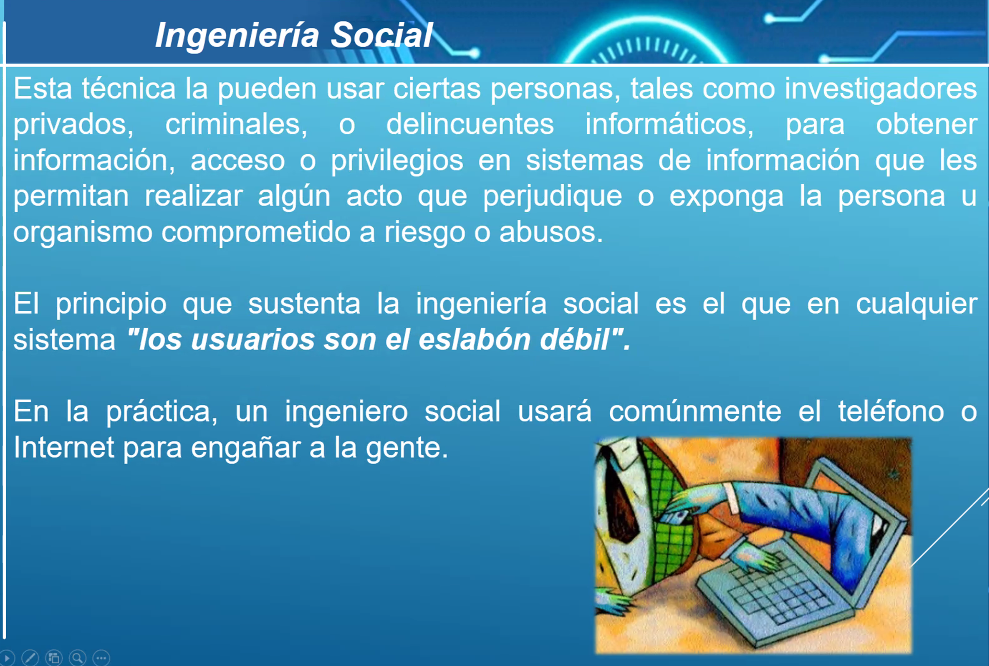 Ingeniería Social
Esta técnica la pueden usar ciertas personas, tales como investigadores
privados, criminales, o delincuentes informáticos, para obtener
información, acceso o privilegios en sistemas de información que les
permitan realizar algún acto que perjudique o exponga la persona u
organismo comprometido a riesgo o abusos.
El principio que sustenta la ingeniería social es el que en cualquier
sistema "los usuarios son el eslabón débil".
En la práctica, un ingeniero social usará comúnmente el teléfono o
Internet para engañar a la gente.